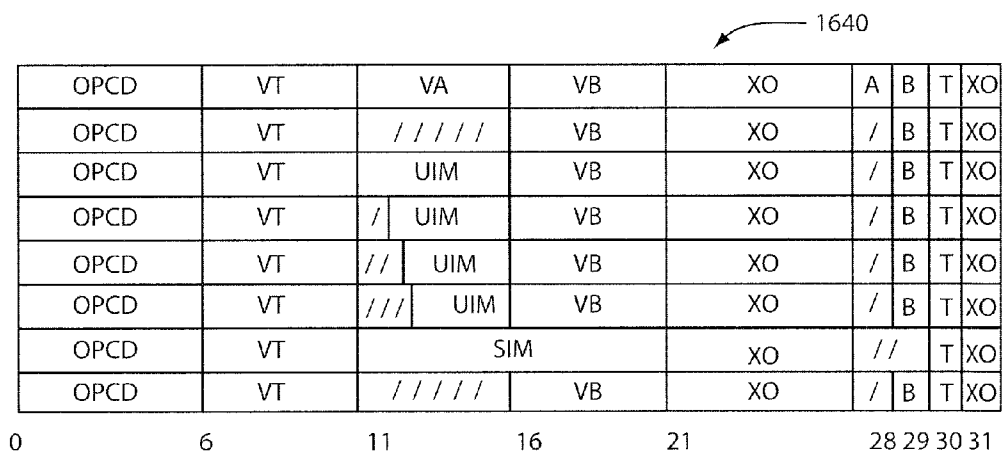 1640
OPCD VT VA VB XO A B T XO
OPCD VT / / / / / VB XO / B T XO
OPCD VT UIM VB XO / B T XO
OPCD VT / UIM VB XO / B T XO
OPCD VT // UIM VB XO / B T XO
OPCD VT /// UIM VB XO / B T XO
OPCD VT SIM XO // T XO
OPCD VT / / / / / VB XO / B T XO
0 6 11 16 21 28 29 30 31